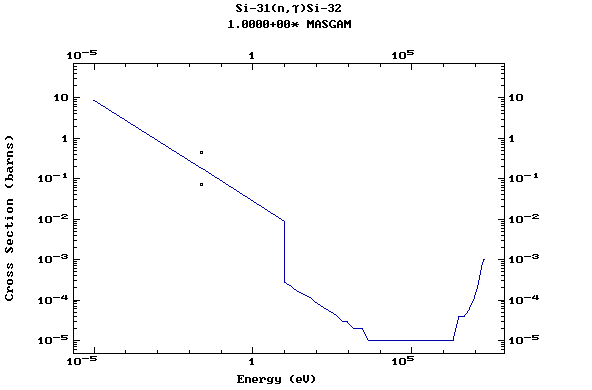 Si-31(n,γ)Si-32
1.0000+00* MASGAM
10⁻⁵ 1 10⁵
10 10
1 1
10⁻¹ 10⁻¹
10⁻² 10⁻²
10⁻³ 10⁻³
10⁻⁴ 10⁻⁴
10⁻⁵ 10⁻⁵
Cross Section (barns)
10⁻⁵ 1 10⁵
Energy (eV)